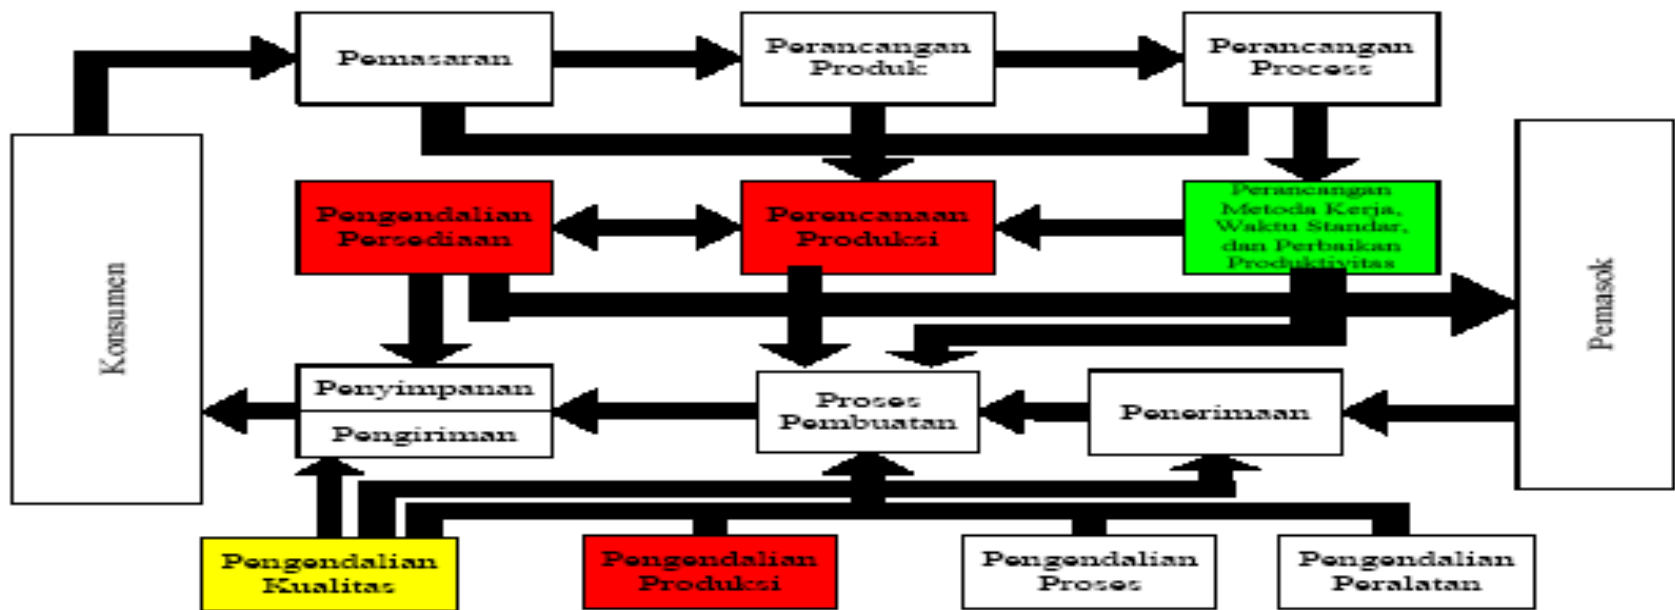 Pemasaran
Perancangan
Produk
Perancangan
Process
Konsumen
Pengendalian
Persediaan
Perencanaan
Produksi
Perancangan
Metoda Kerja,
Waktu Standar,
dan Perbaikan
Produktivitas
Pemasok
Penyimpanan
Pengiriman
Proses
Pembuatan
Penerimaan
Pengendalian
Kualitas
Pengendalian
Produksi
Pengendalian
Proses
Pengendalian
Peralatan